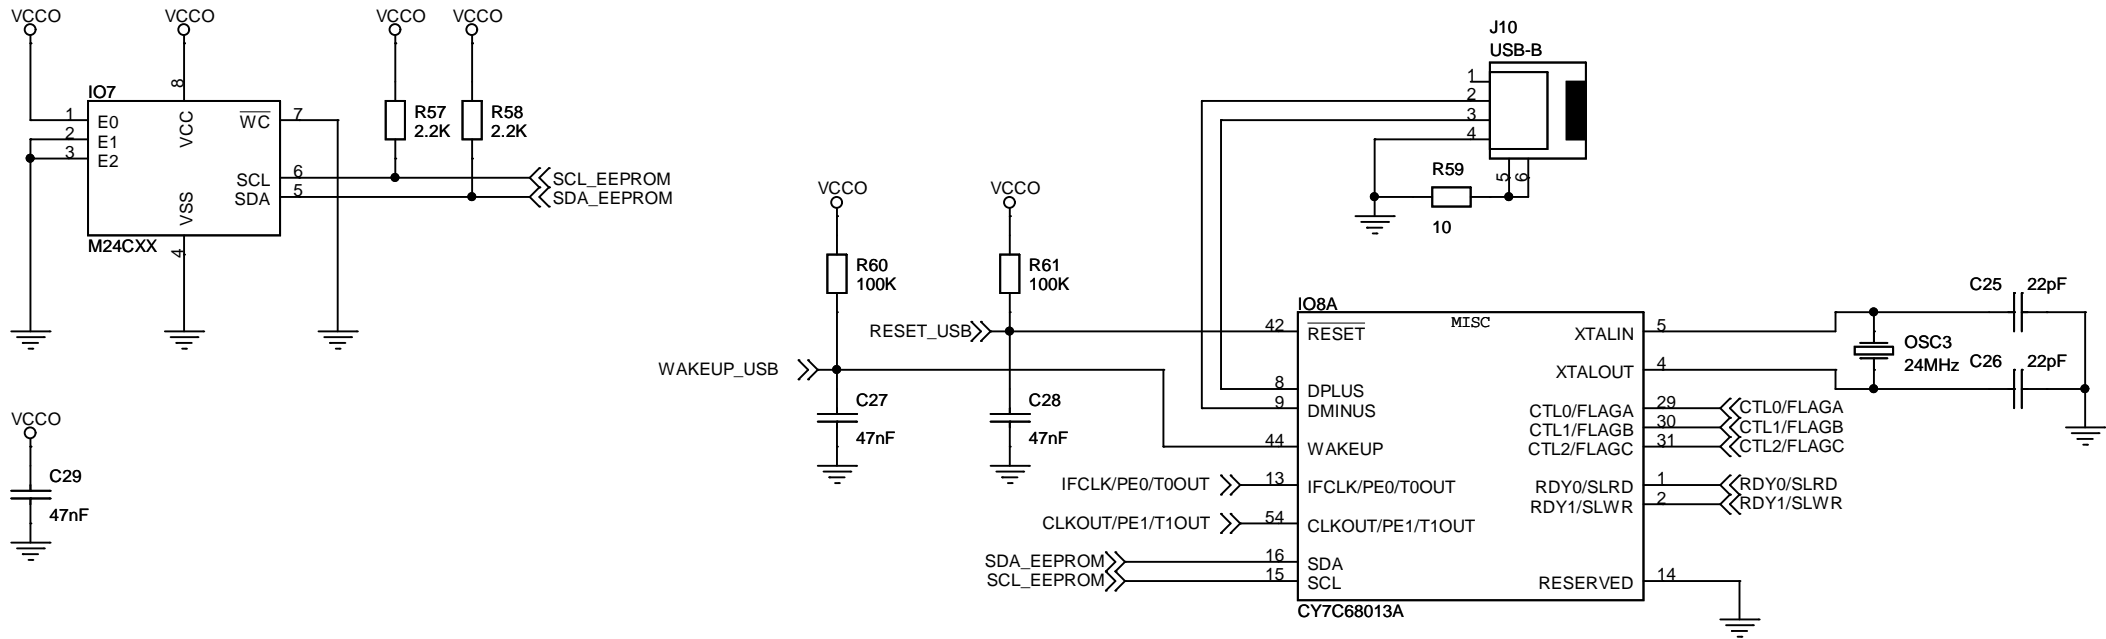 VCCO
VCCO
VCCO
VCCO
IO7
1
2
3
E0
E1
E2
8
VCC
VSS
4
WC
7
SCL
6
SDA
5
M24CXX
R57
2.2K
R58
2.2K
SCL_EEPROM
SDA_EEPROM
VCCO
C29
47nF
VCCO
R60
100K
VCCO
R61
100K
RESET_USB
WAKEUP_USB
C27
47nF
C28
47nF
J10
USB-B
1
2
3
4
5
6
R59
10
IO8A
MISC
42
RESET
8
DPLUS
9
DMINUS
44
WAKEUP
IFCLK/PE0/T0OUT
13
IFCLK/PE0/T0OUT
CLKOUT/PE1/T1OUT
54
CLKOUT/PE1/T1OUT
SDA_EEPROM
16
SDA
SCL_EEPROM
15
SCL
CY7C68013A
XTALIN
5
XTALOUT
4
CTL0/FLAGA
29
CTL0/FLAGA
CTL1/FLAGB
30
CTL1/FLAGB
CTL2/FLAGC
31
CTL2/FLAGC
RDY0/SLRD
1
RDY0/SLRD
RDY1/SLWR
2
RDY1/SLWR
RESERVED
14
C25
22pF
OSC3
24MHz
C26
22pF